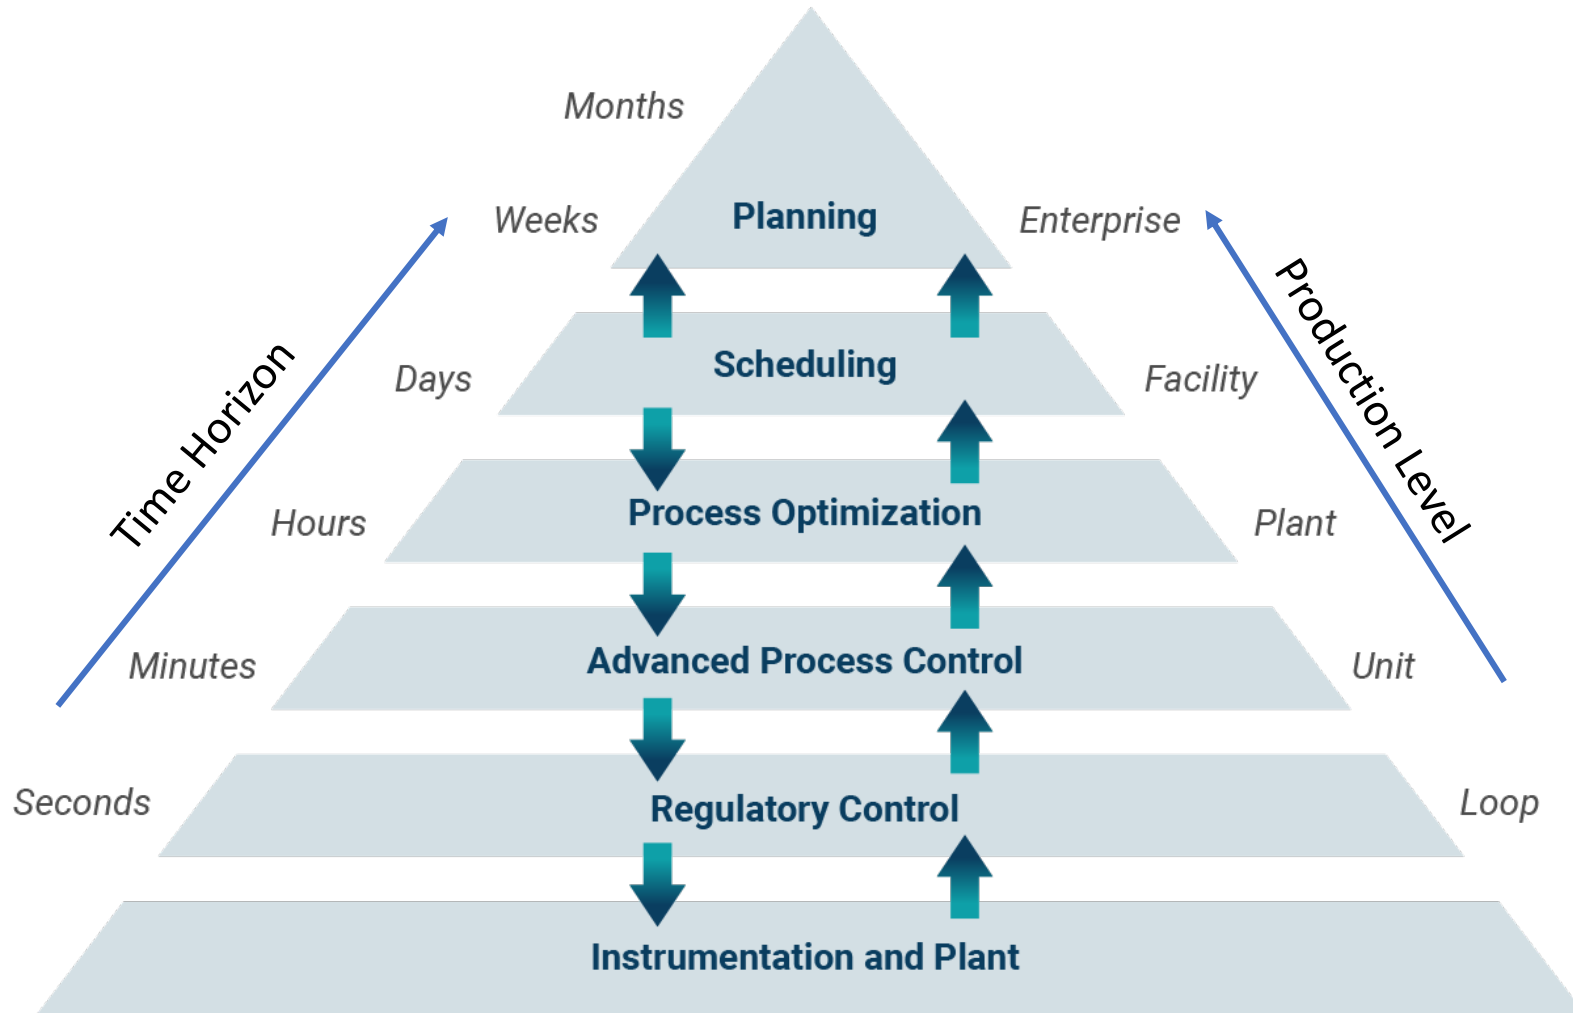 Months
Weeks
Planning
Enterprise
Time Horizon
Production Level
Days
Scheduling
Facility
Hours
Process Optimization
Plant
Minutes
Advanced Process Control
Unit
Seconds
Regulatory Control
Loop
Instrumentation and Plant